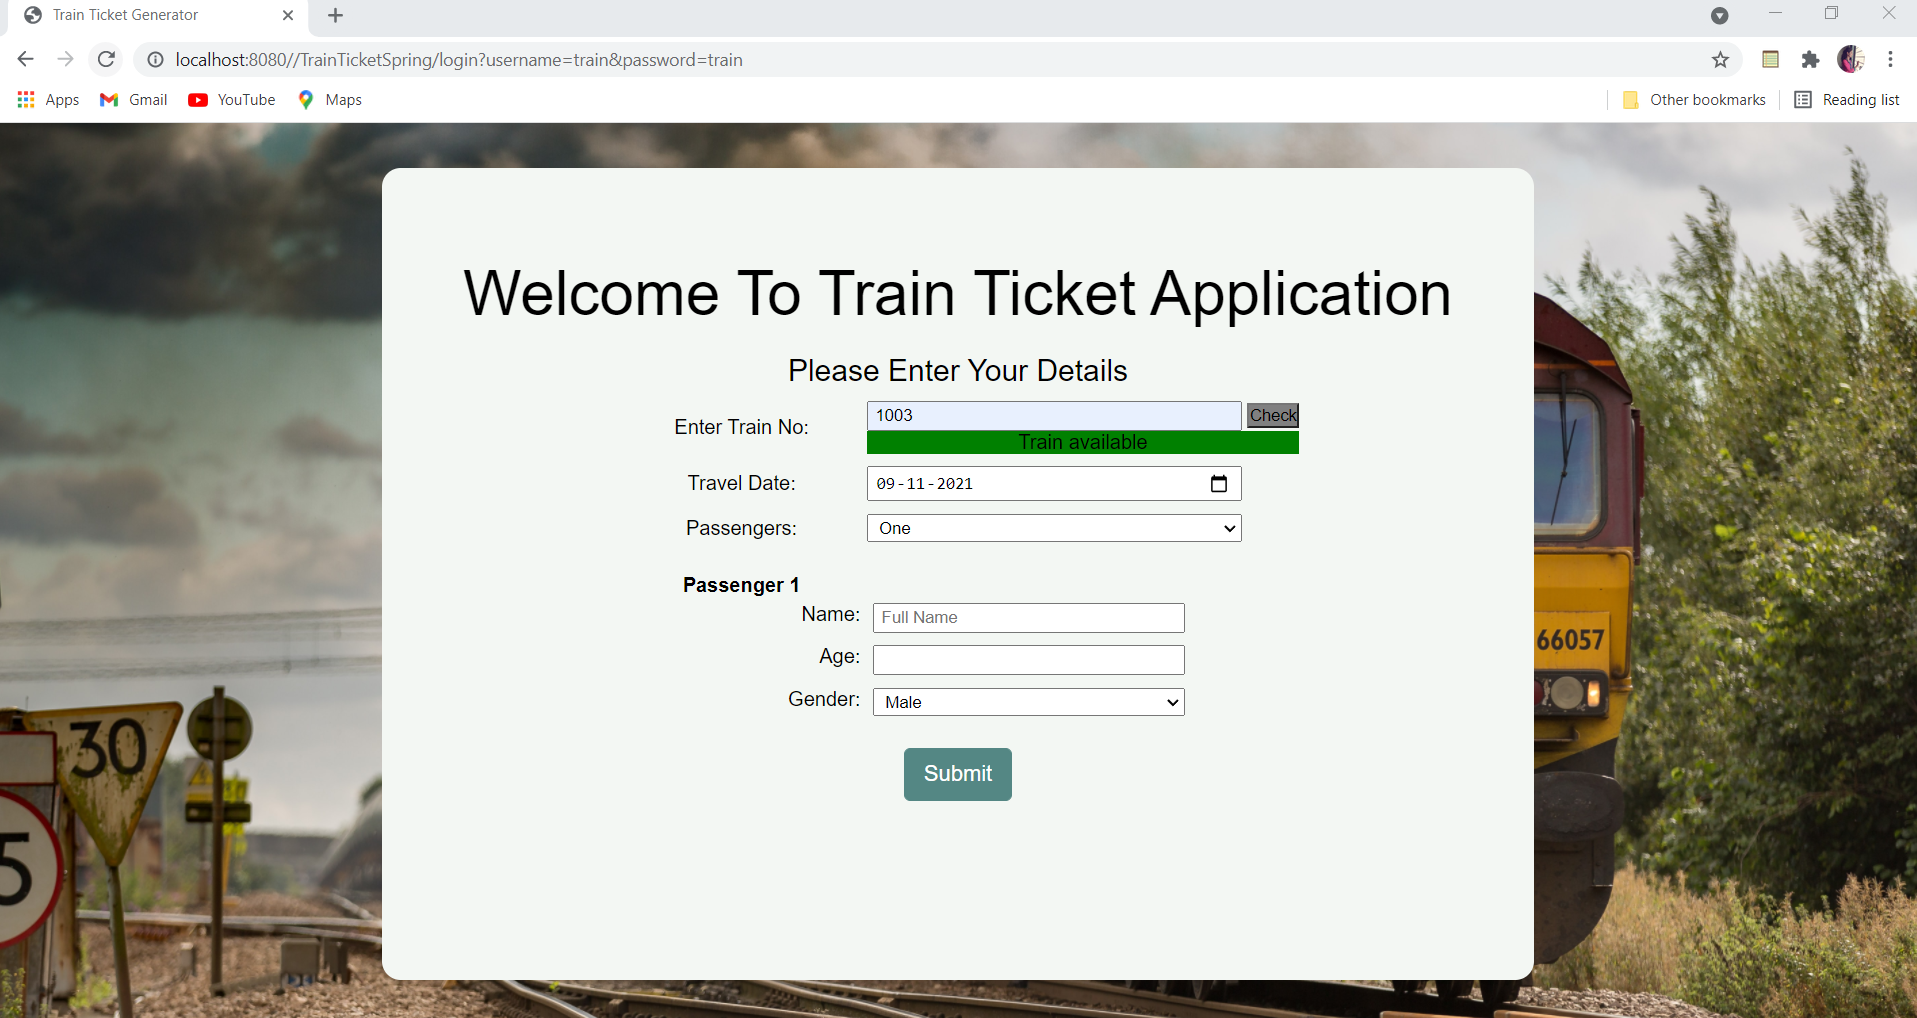 Train Ticket Generator
localhost:8080//TrainTicketSpring/login?username=train&password=train
Apps Gmail YouTube Maps Other bookmarks Reading list
Welcome To Train Ticket Application
Please Enter Your Details
Enter Train No: 1003 Check
Train available
Travel Date: 09-11-2021
Passengers: One
Passenger 1
Name: Full Name
Age:
Gender: Male
Submit
66057
30
5